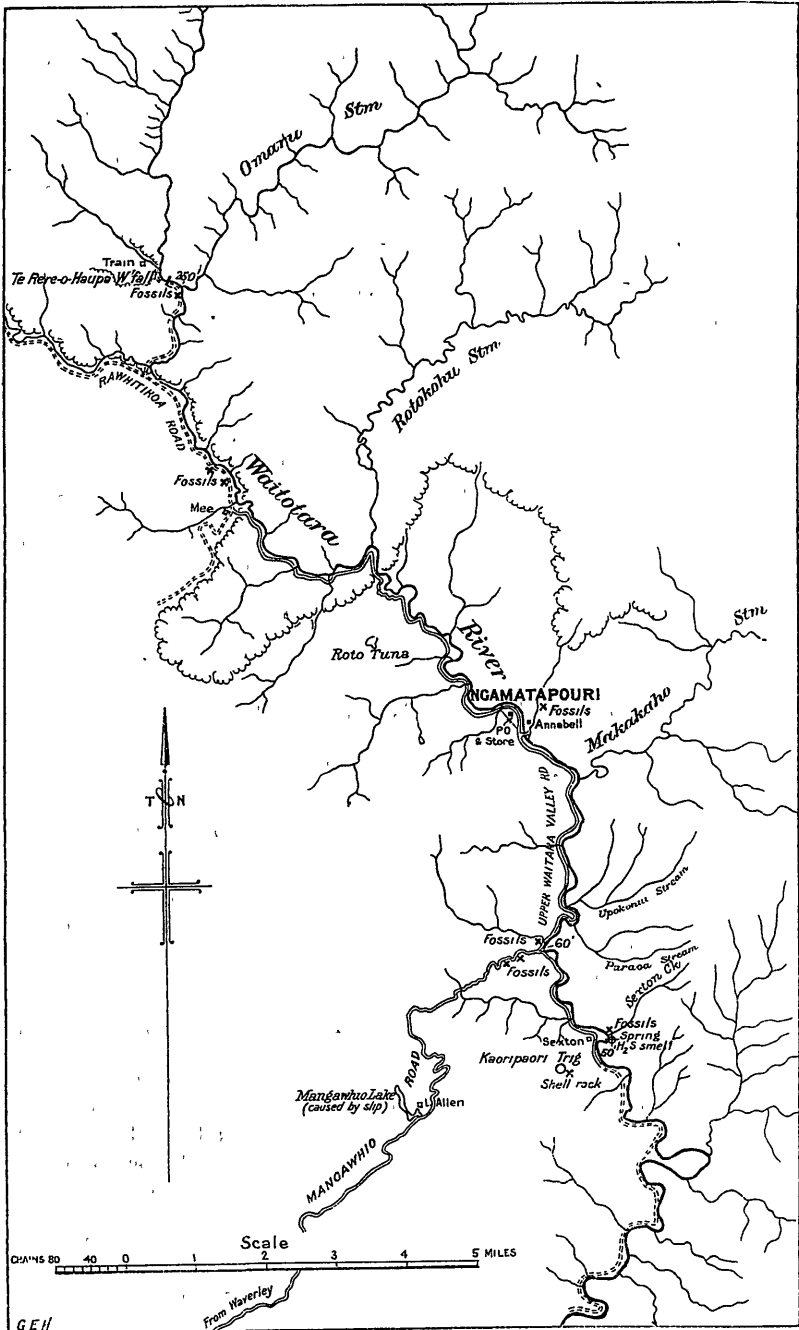 Omaru Stm
Train
Te Rere-o-Haupa W'fall
250'
Fossils
RAWHITIKOA ROAD
Rotokohu Stm
Fossils
Waitotara River
Mee
Roto Tuna
NGAMATAPOURI
Fossils
Annabell
PO
& Store
Makakaho Stm
T N
UPPER WAITARA VALLEY RD
Upokonui Stream
Fossils
60'
Paraoa Stream
Fossils
Sexton Ck.
Fossils
Spring
H₂S smell
Sexton
50'
Kaoripaori Trig
Shell rock
Mangawhio Lake
(caused by slip)
L. Allen
MANGAWHIO ROAD
Scale
CHAINS 80 40 0 1 2 3 4 5 MILES
From Waverley
G E H